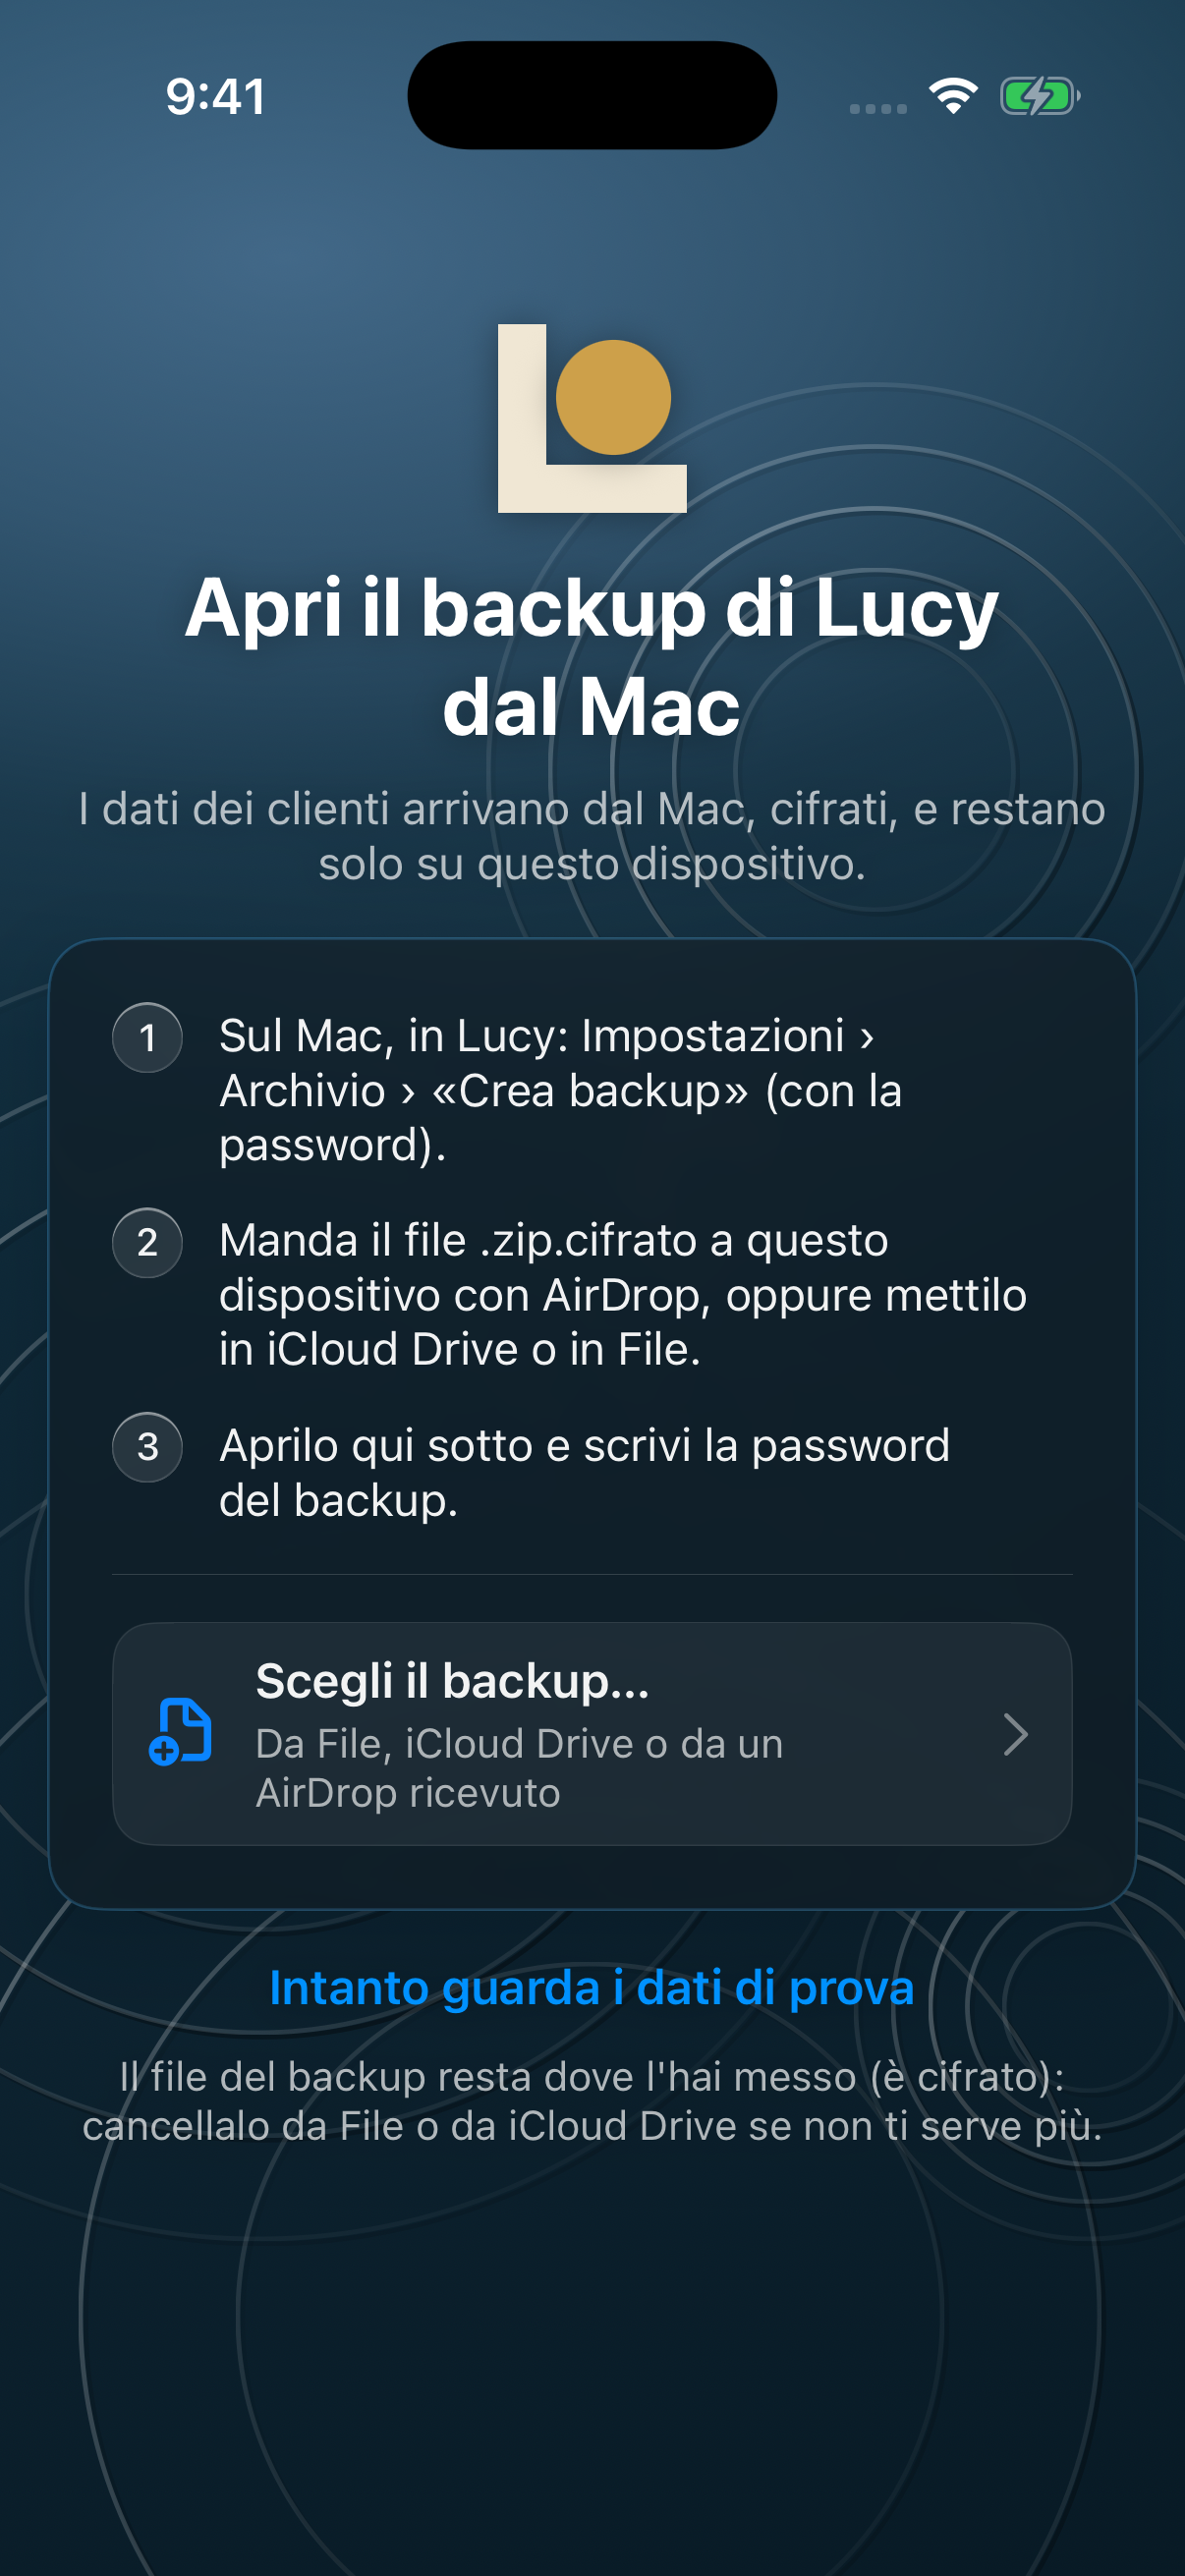 9:41
Apri il backup di Lucy
dal Mac
I dati dei clienti arrivano dal Mac, cifrati, e restano
solo su questo dispositivo.
1
Sul Mac, in Lucy: Impostazioni ›
Archivio › «Crea backup» (con la
password).
2
Manda il file .zip.cifrato a questo
dispositivo con AirDrop, oppure mettilo
in iCloud Drive o in File.
3
Aprilo qui sotto e scrivi la password
del backup.
Scegli il backup...
Da File, iCloud Drive o da un
AirDrop ricevuto
Intanto guarda i dati di prova
Il file del backup resta dove l'hai messo (è cifrato):
cancellalo da File o da iCloud Drive se non ti serve più.